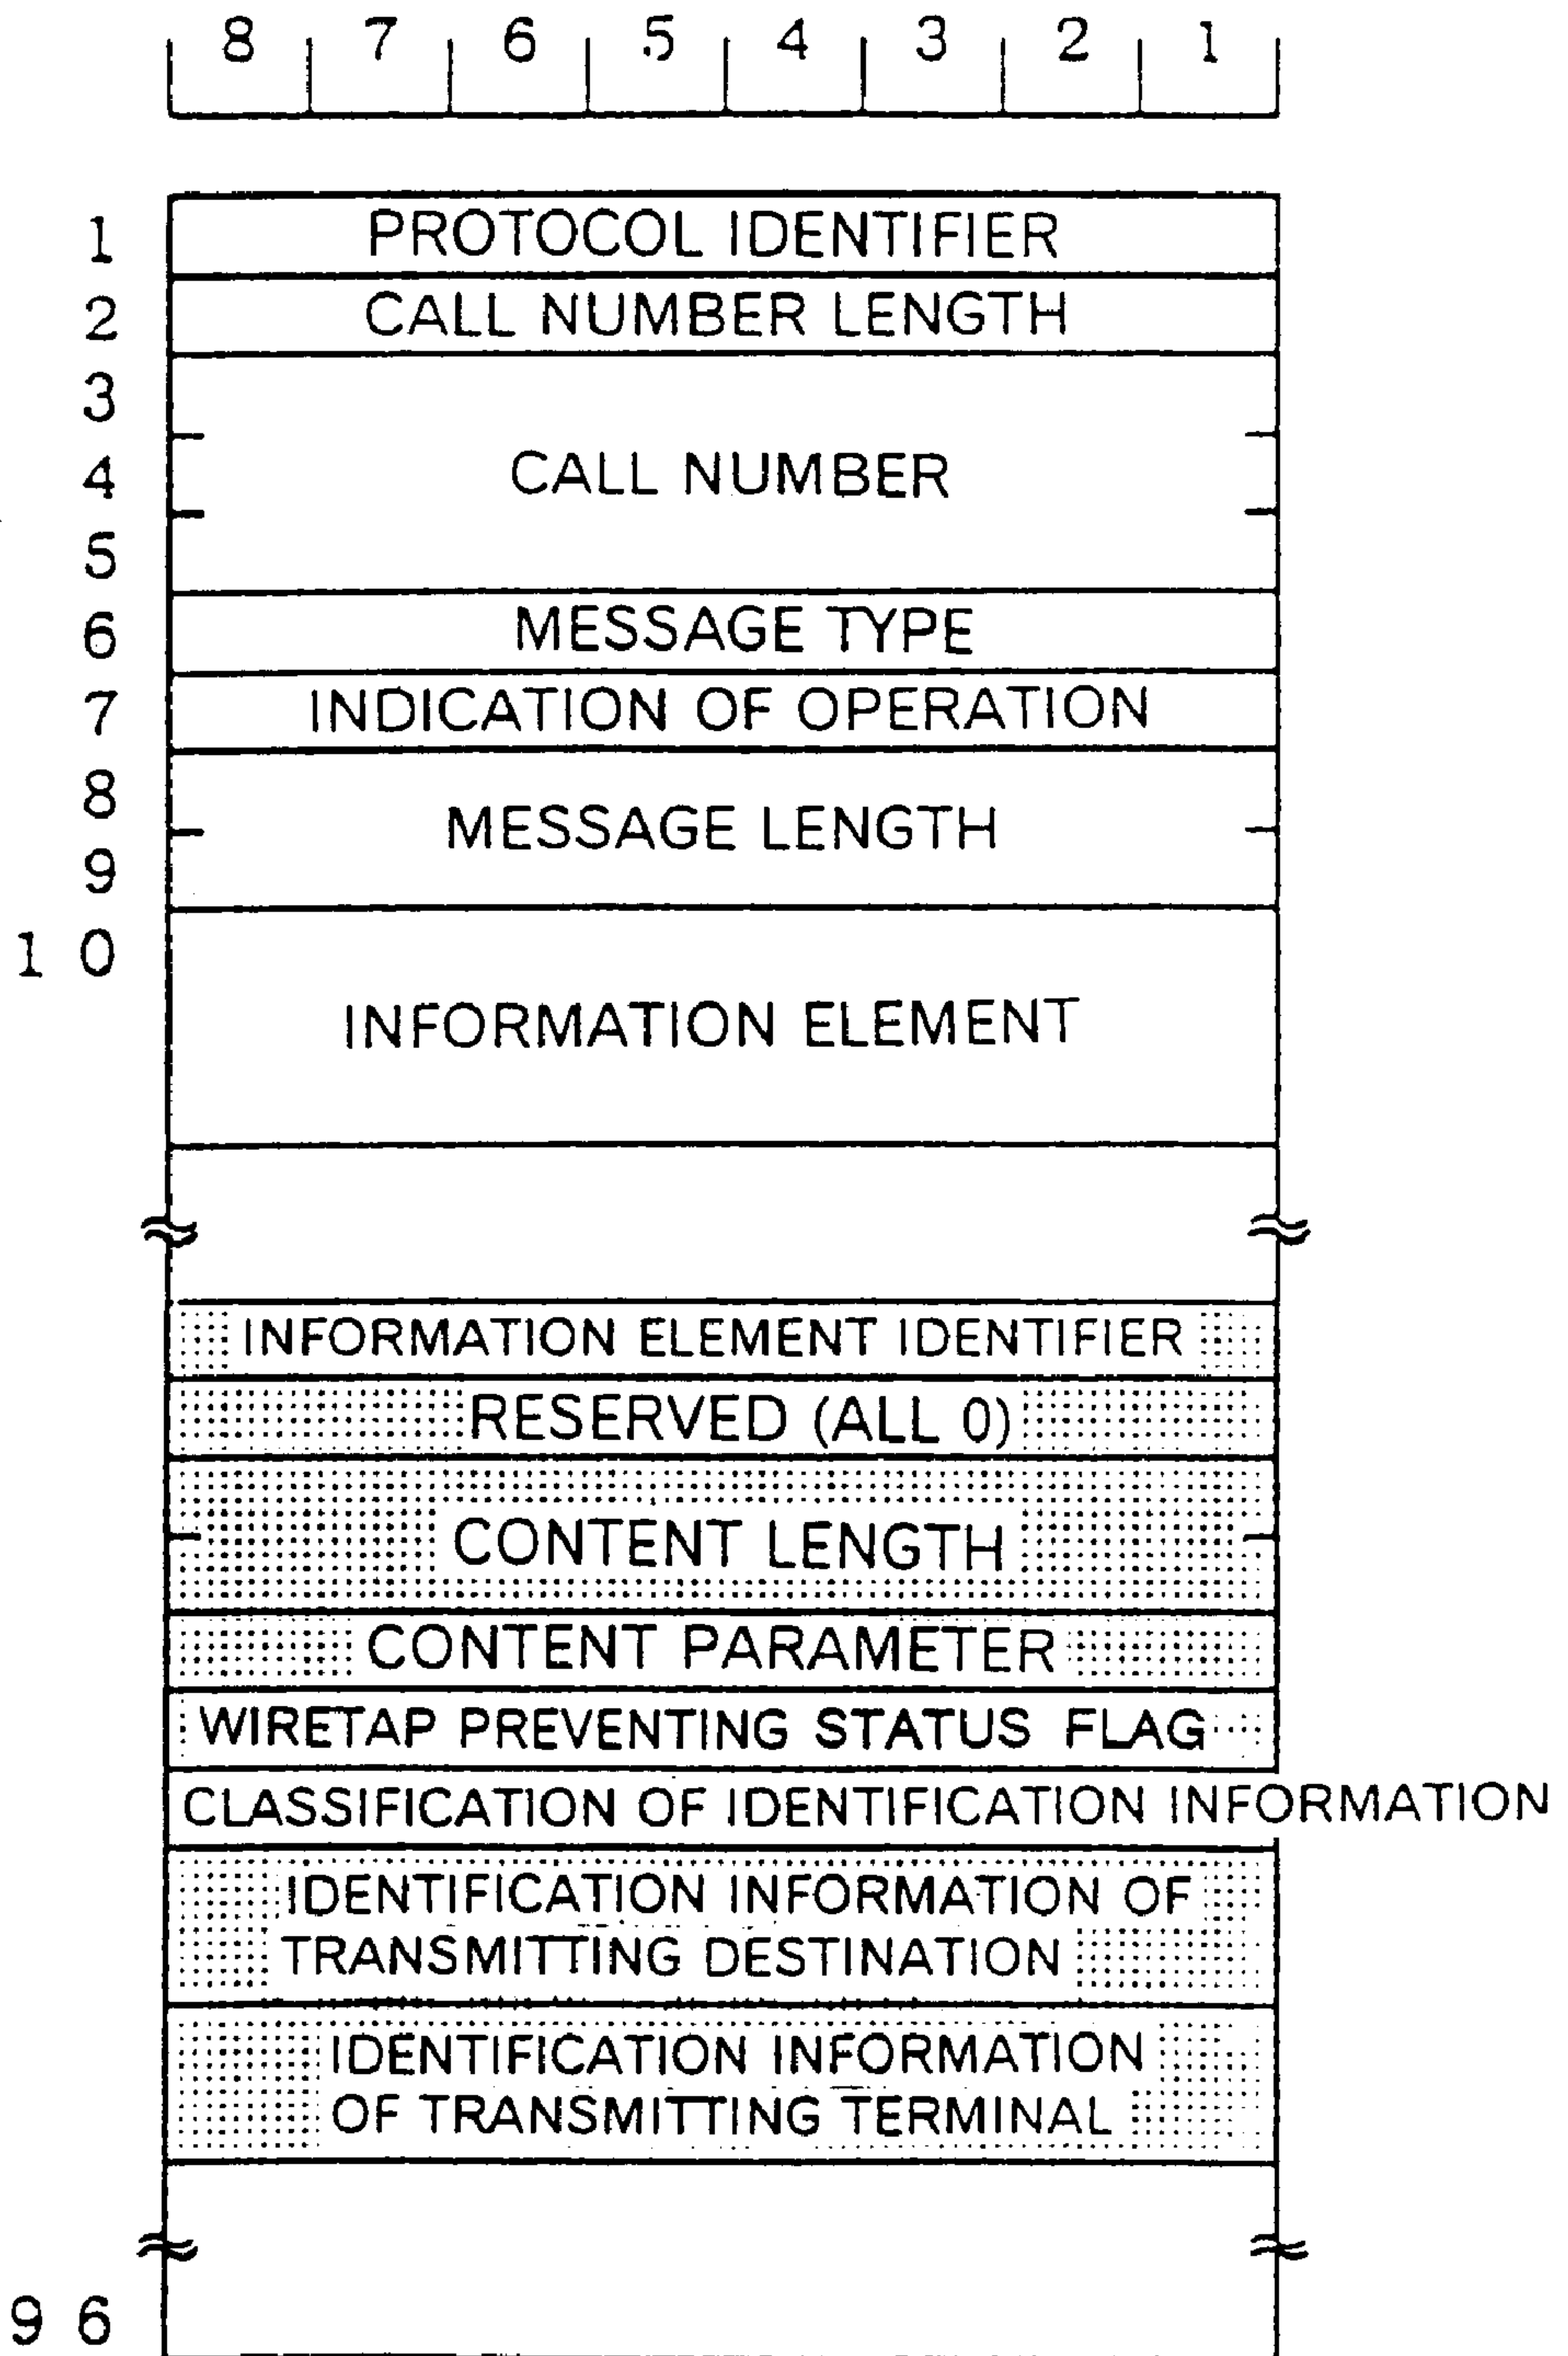 8 7 6 5 4 3 2 1
1 PROTOCOL IDENTIFIER
2 CALL NUMBER LENGTH
3
4 CALL NUMBER
5
6 MESSAGE TYPE
7 INDICATION OF OPERATION
8
MESSAGE LENGTH
9
10
INFORMATION ELEMENT
INFORMATION ELEMENT IDENTIFIER
RESERVED (ALL 0)
CONTENT LENGTH
CONTENT PARAMETER
WIRETAP PREVENTING STATUS FLAG
CLASSIFICATION OF IDENTIFICATION INFORMATION
IDENTIFICATION INFORMATION OF
TRANSMITTING DESTINATION
IDENTIFICATION INFORMATION
OF TRANSMITTING TERMINAL
96